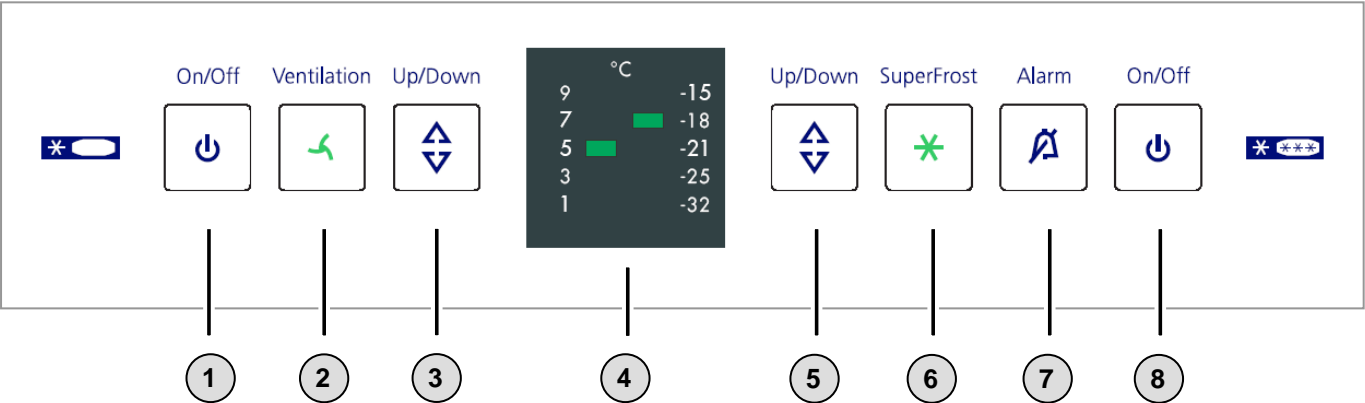 On/Off Ventilation Up/Down
Up/Down SuperFrost Alarm On/Off
°C
9 -15
7 -18
5 -21
3 -25
1 -32
1 2 3 4 5 6 7 8